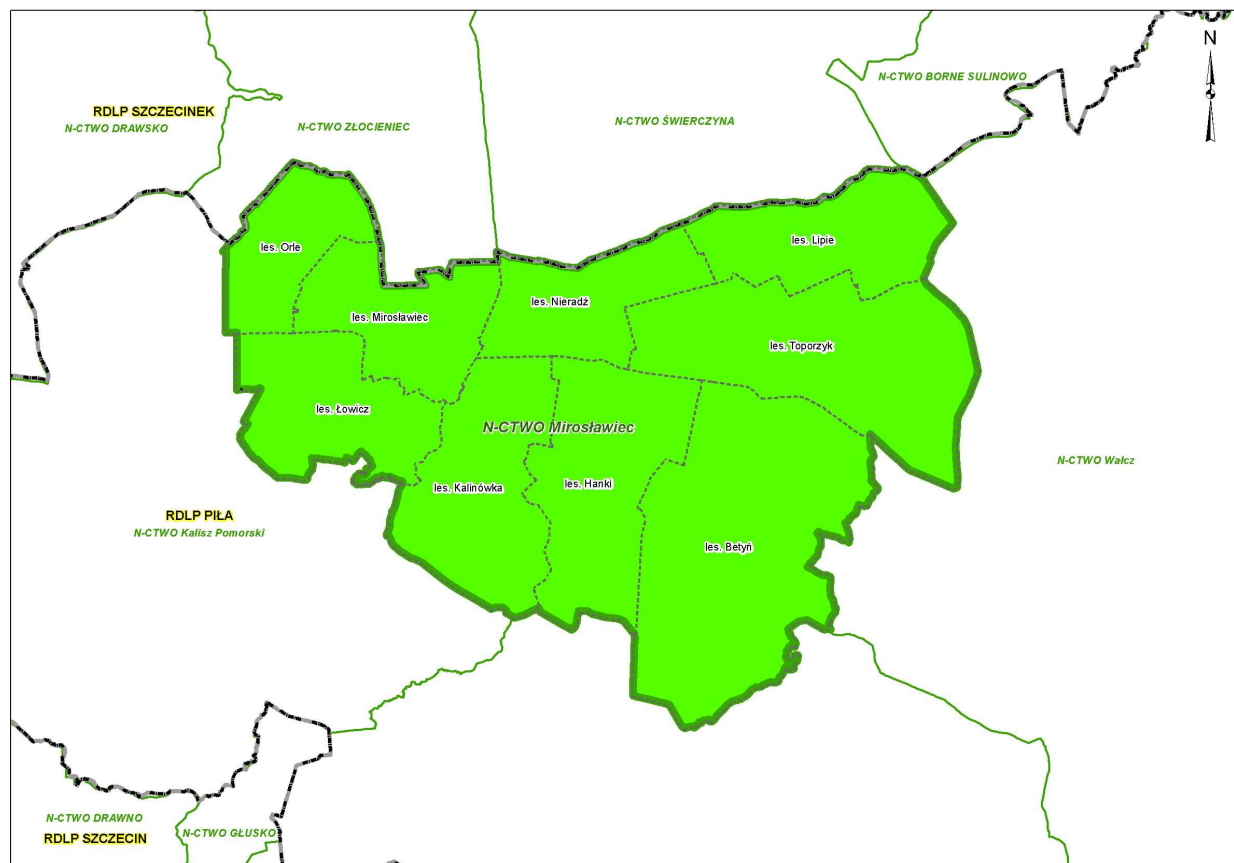 N
N-CTWO BORNE SULINOWO
RDLP SZCZECINEK
N-CTWO DRAWSKO
N-CTWO ZŁOCIENIEC
N-CTWO ŚWIERCZYNA
les. Orle
les. Lipie
les. Nieradź
les. Mirosławiec
les. Toporzyk
les. Łowicz
N-CTWO Mirosławiec
N-CTWO Wałcz
les. Kalinówka
les. Hanki
RDLP PIŁA
N-CTWO Kalisz Pomorski
les. Betyń
N-CTWO DRAWNO
RDLP SZCZECIN
N-CTWO GŁUSKO